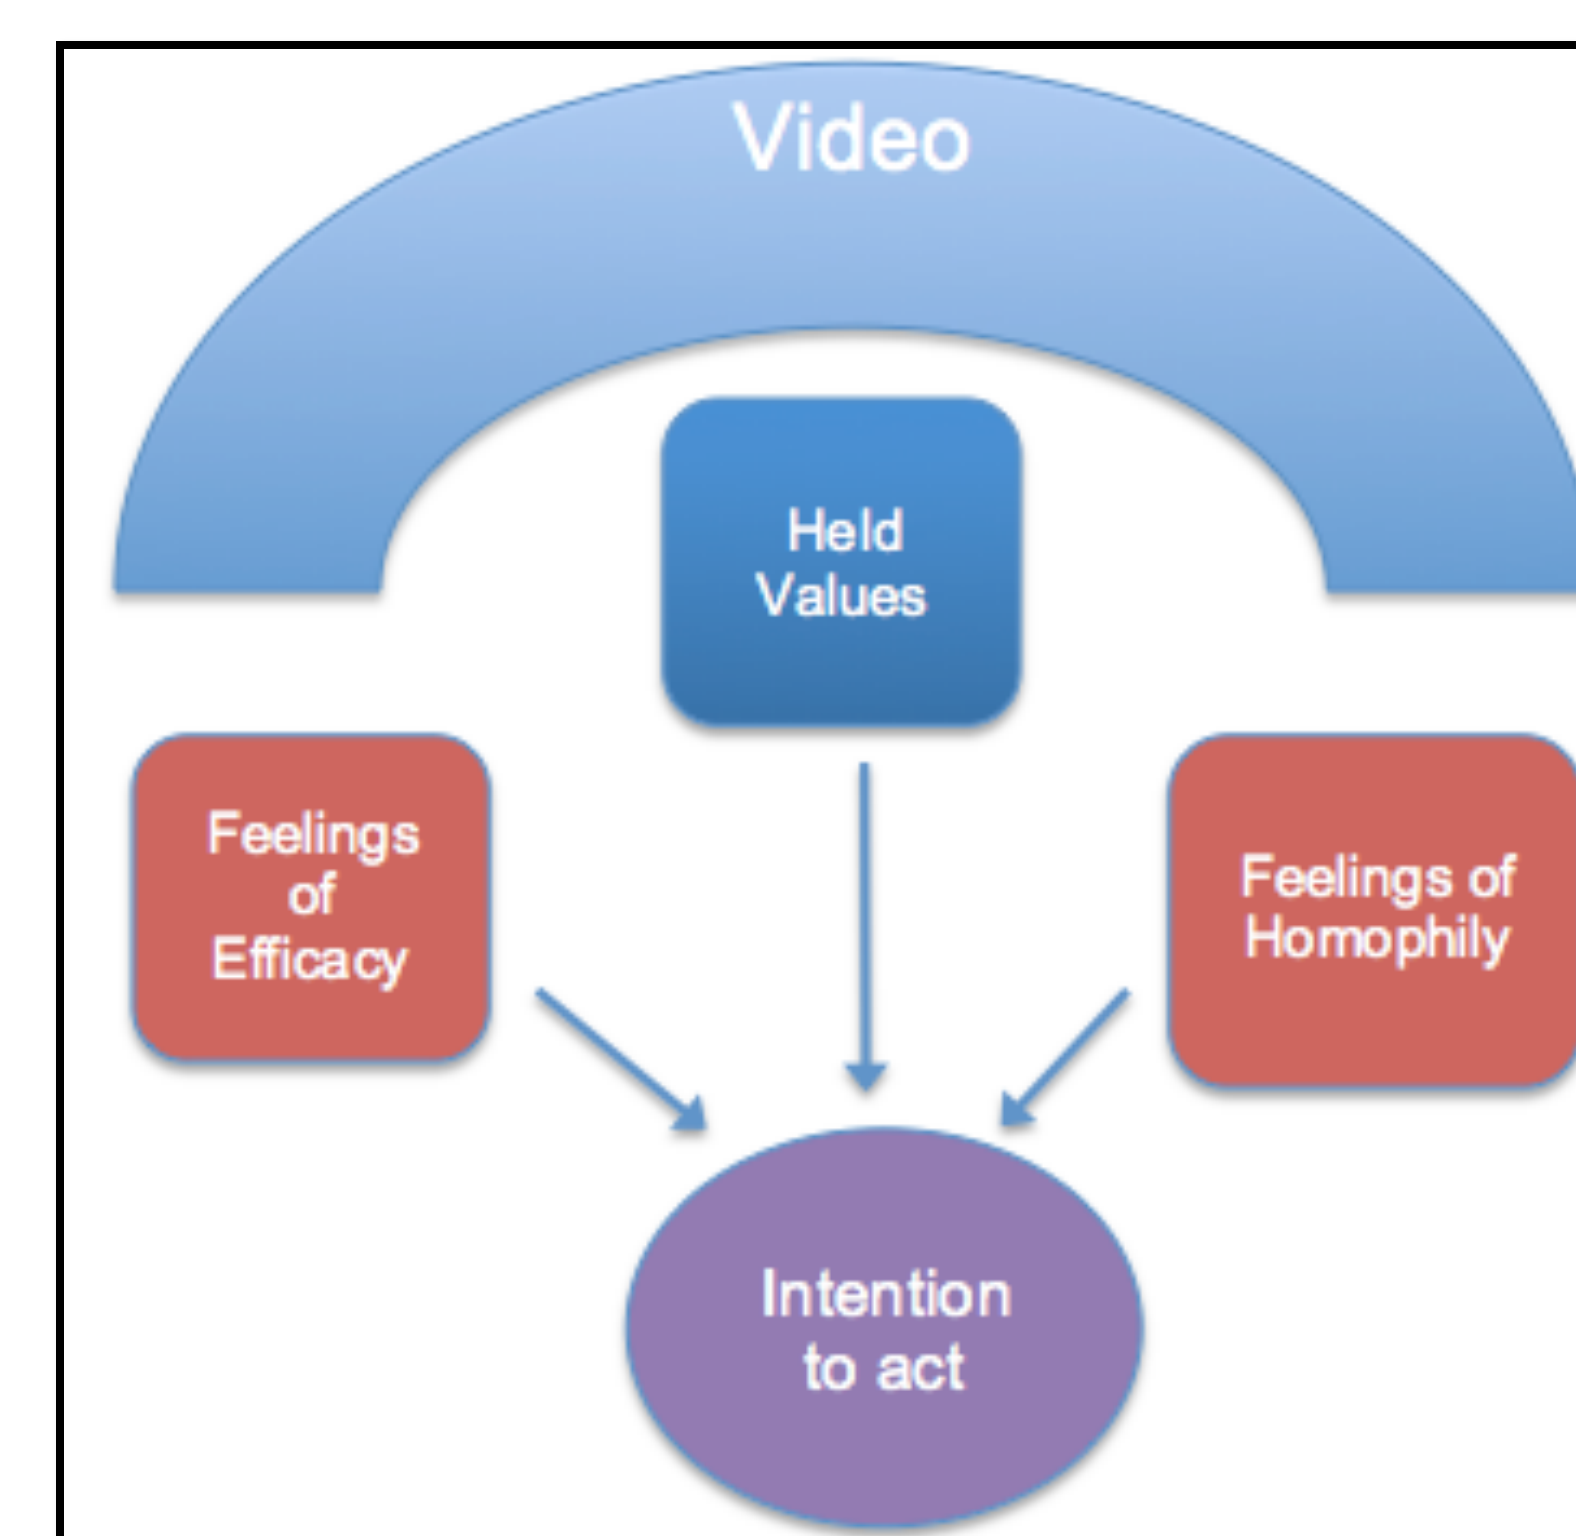 Video
Held
Values
Feelings
of
Efficacy
Feelings of
Homophily
Intention
to act